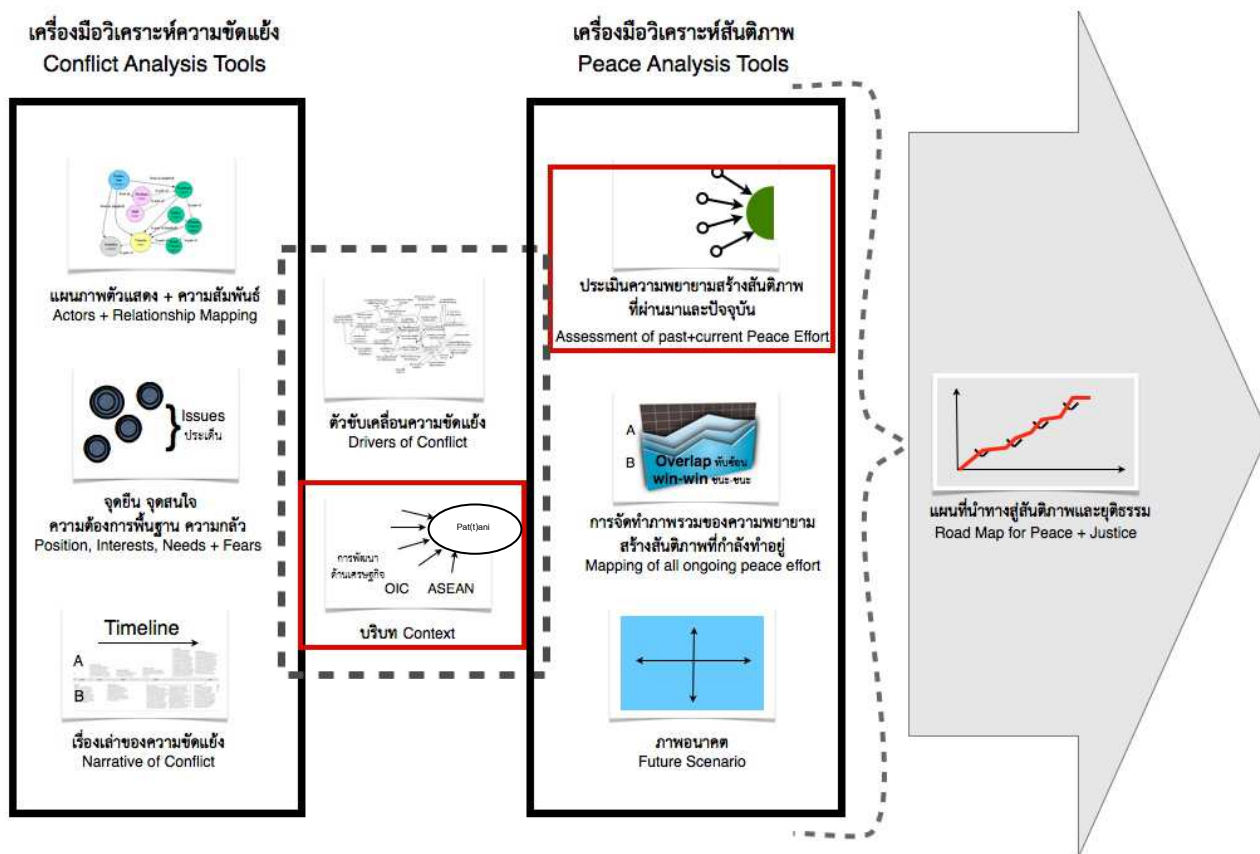 เครื่องมือวิเคราะห์ความขัดแย้ง
Conflict Analysis Tools
แผนภาพตัวแสดง + ความสัมพันธ์
Actors + Relationship Mapping
Issues
ประเด็น
จุดยืน จุดสนใจ
ความต้องการพื้นฐาน ความกลัว
Position, Interests, Needs + Fears
Timeline
A
B
เรื่องเล่าของความขัดแย้ง
Narrative of Conflict
ตัวขับเคลื่อนความขัดแย้ง
Drivers of Conflict
Pat(t)ani
การพัฒนา
ด้านเศรษฐกิจ
OIC ASEAN
บริบท Context
เครื่องมือวิเคราะห์สันติภาพ
Peace Analysis Tools
ประเมินความพยายามสร้างสันติภาพ
ที่ผ่านมาและปัจจุบัน
Assessment of past+current Peace Effort
A
B
Overlap ทับซ้อน
win-win ชนะ-ชนะ
การจัดทำภาพรวมของความพยายาม
สร้างสันติภาพที่กำลังทำอยู่
Mapping of all ongoing peace effort
ภาพอนาคต
Future Scenario
แผนที่นำทางสู่สันติภาพและยุติธรรม
Road Map for Peace + Justice